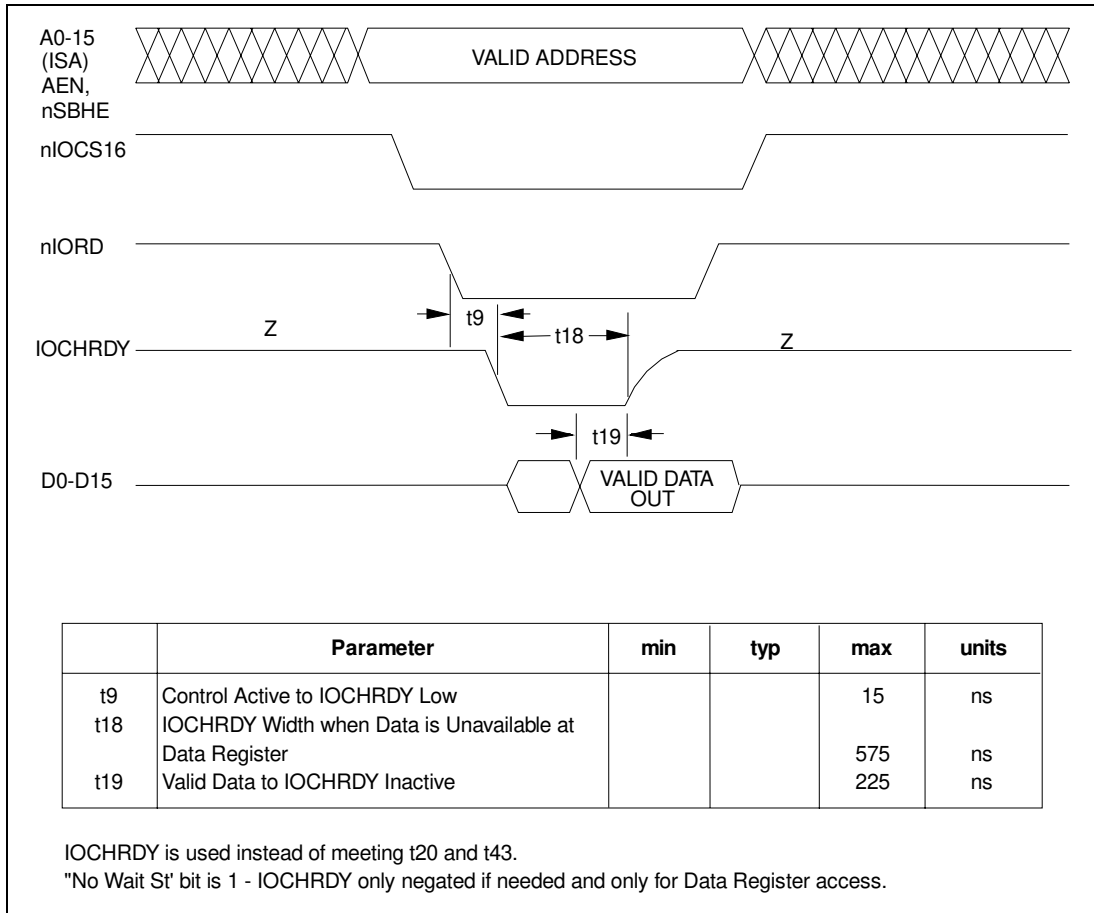 A0-15
(ISA)
AEN,
nSBHE
VALID ADDRESS
nIOCS16
nIORD
t9
Z
t18
IOCHRDY
Z
t19
D0-D15
VALID DATA
OUT
Parameter min typ max units
t9 Control Active to IOCHRDY Low 15 ns
t18 IOCHRDY Width when Data is Unavailable at
Data Register 575 ns
t19 Valid Data to IOCHRDY Inactive 225 ns
IOCHRDY is used instead of meeting t20 and t43.
"No Wait St' bit is 1 - IOCHRDY only negated if needed and only for Data Register access.